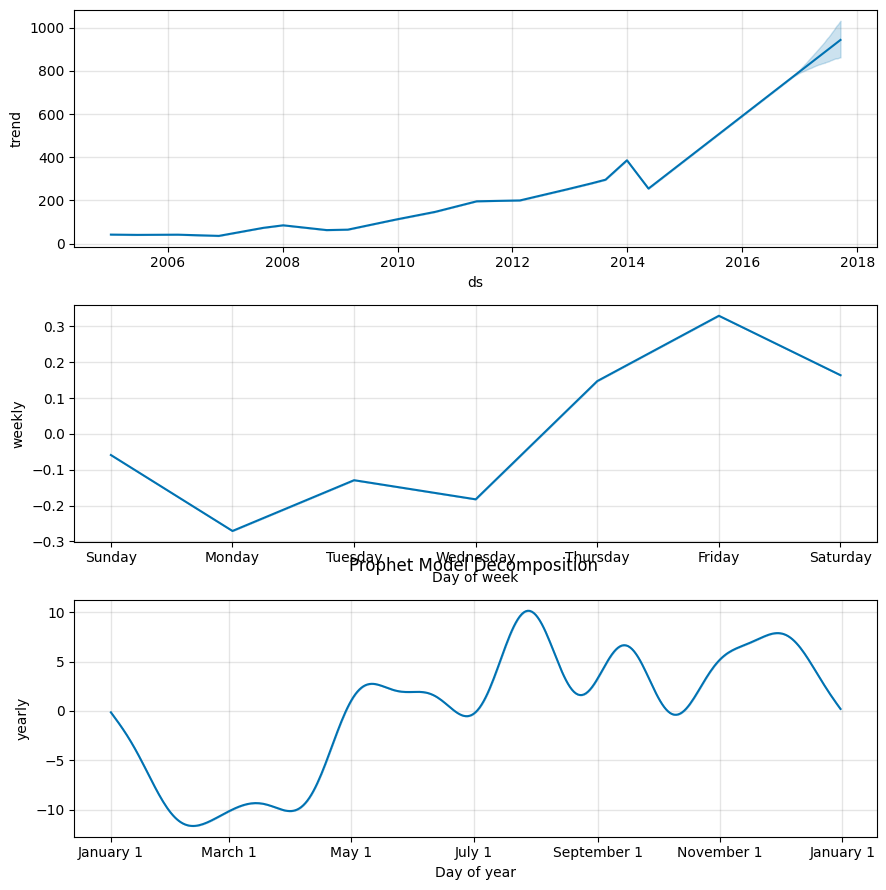 1000
800
600
400
200
0
trend
2006 2008 2010 2012 2014 2016 2018
ds
0.3
0.2
0.1
0.0
−0.1
−0.2
−0.3
weekly
Sunday Monday Tuesday Wednesday Thursday Friday Saturday
Day of week
Prophet Model Decomposition
10
5
0
−5
−10
yearly
January 1 March 1 May 1 July 1 September 1 November 1 January 1
Day of year